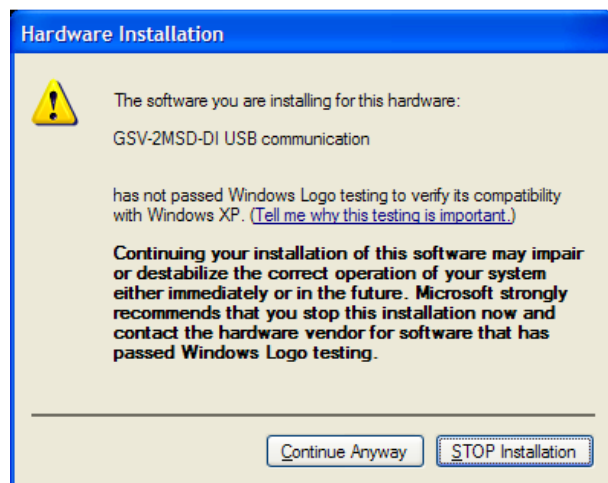 Hardware Installation
The software you are installing for this hardware:
GSV-2MSD-DI USB communication
has not passed Windows Logo testing to verify its compatibility
with Windows XP. (Tell me why this testing is important.)
Continuing your installation of this software may impair
or destabilize the correct operation of your system
either immediately or in the future. Microsoft strongly
recommends that you stop this installation now and
contact the hardware vendor for software that has
passed Windows Logo testing.
Continue Anyway
STOP Installation